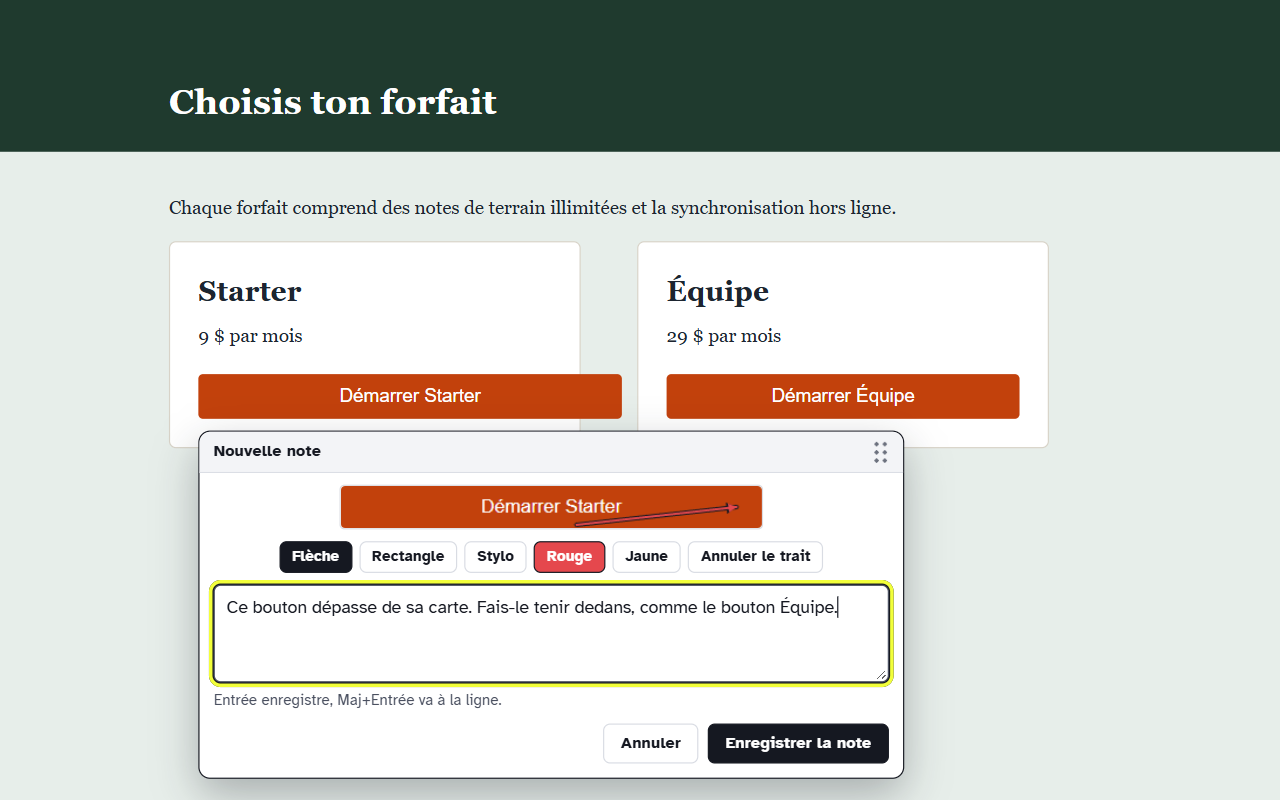 Choisis ton forfait
Chaque forfait comprend des notes de terrain illimitées et la synchronisation hors ligne.
Starter
9 $ par mois
Démarrer Starter
Équipe
29 $ par mois
Démarrer Équipe
Nouvelle note
Démarrer Starter
Flèche Rectangle Stylo Rouge Jaune Annuler le trait
Ce bouton dépasse de sa carte. Fais-le tenir dedans, comme le bouton Équipe.
Entrée enregistre, Maj+Entrée va à la ligne.
Annuler Enregistrer la note